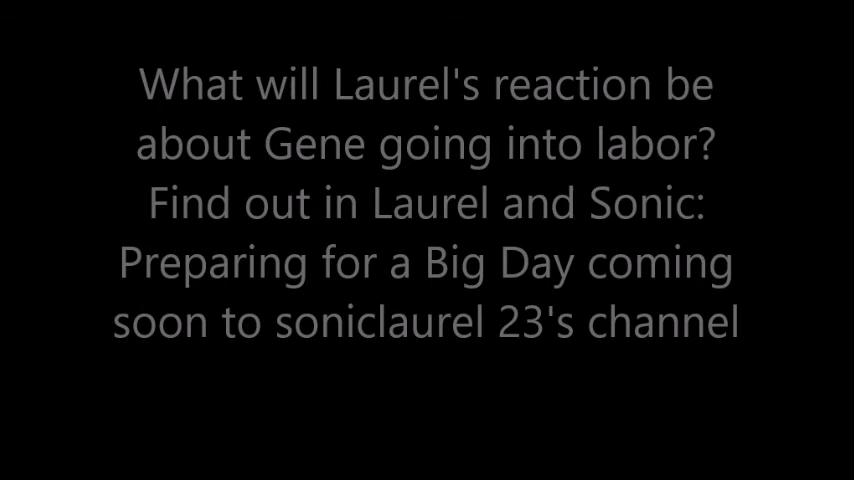 What will Laurel's reaction be
about Gene going into labor?
Find out in Laurel and Sonic:
Preparing for a Big Day coming
soon to soniclaurel 23's channel